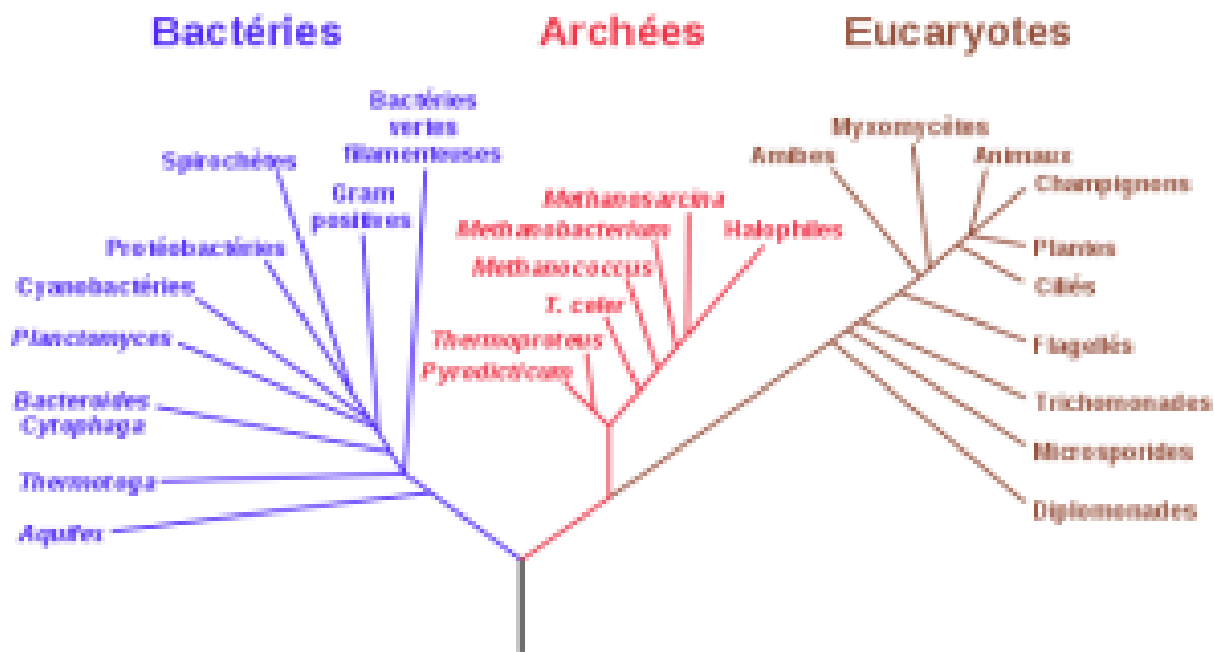 Bactéries
Archées
Eucaryotes
Bactéries
vertes
filamenteuses
Spirochètes
Gram
positives
Protéobactéries
Cyanobactéries
Planctomyces
Bacteroides
Cytophaga
Thermotoga
Aquifex
Methanosarcina
Methanobacterium
Halophiles
Methanococcus
T. celer
Thermoproteus
Pyrodicticum
Myxomycètes
Amibes
Animaux
Champignons
Plantes
Ciliés
Flagellés
Trichomonades
Microsporides
Diplomonades